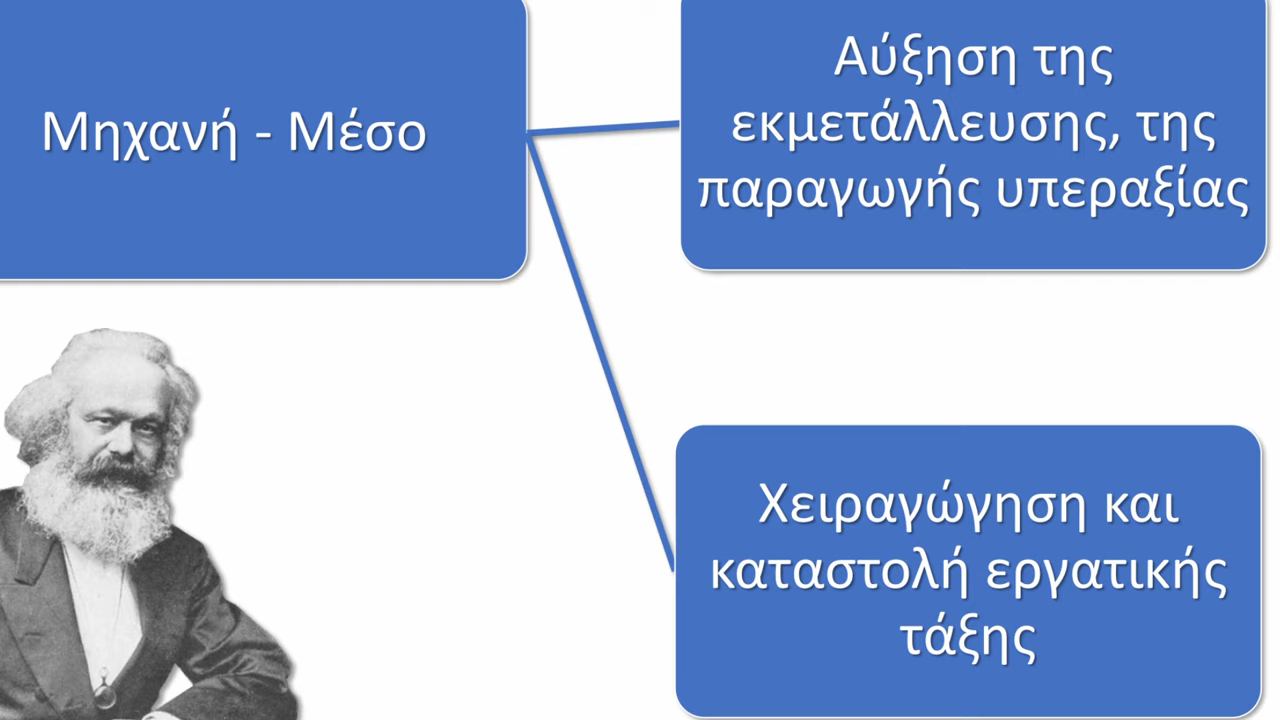 Μηχανή - Μέσο
Αύξηση της
εκμετάλλευσης, της
παραγωγής υπεραξίας
Χειραγώγηση και
καταστολή εργατικής
τάξης